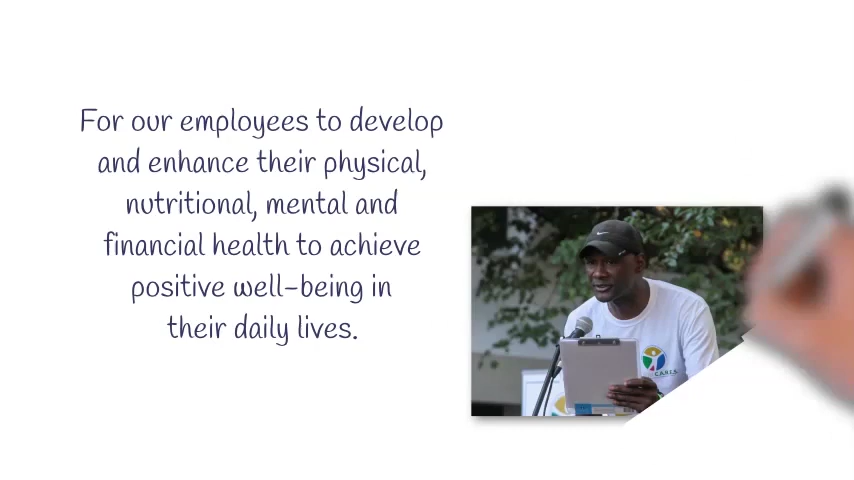 For our employees to develop
and enhance their physical,
nutritional, mental and
financial health to achieve
positive well-being in
their daily lives.
C.A.R.E.S.